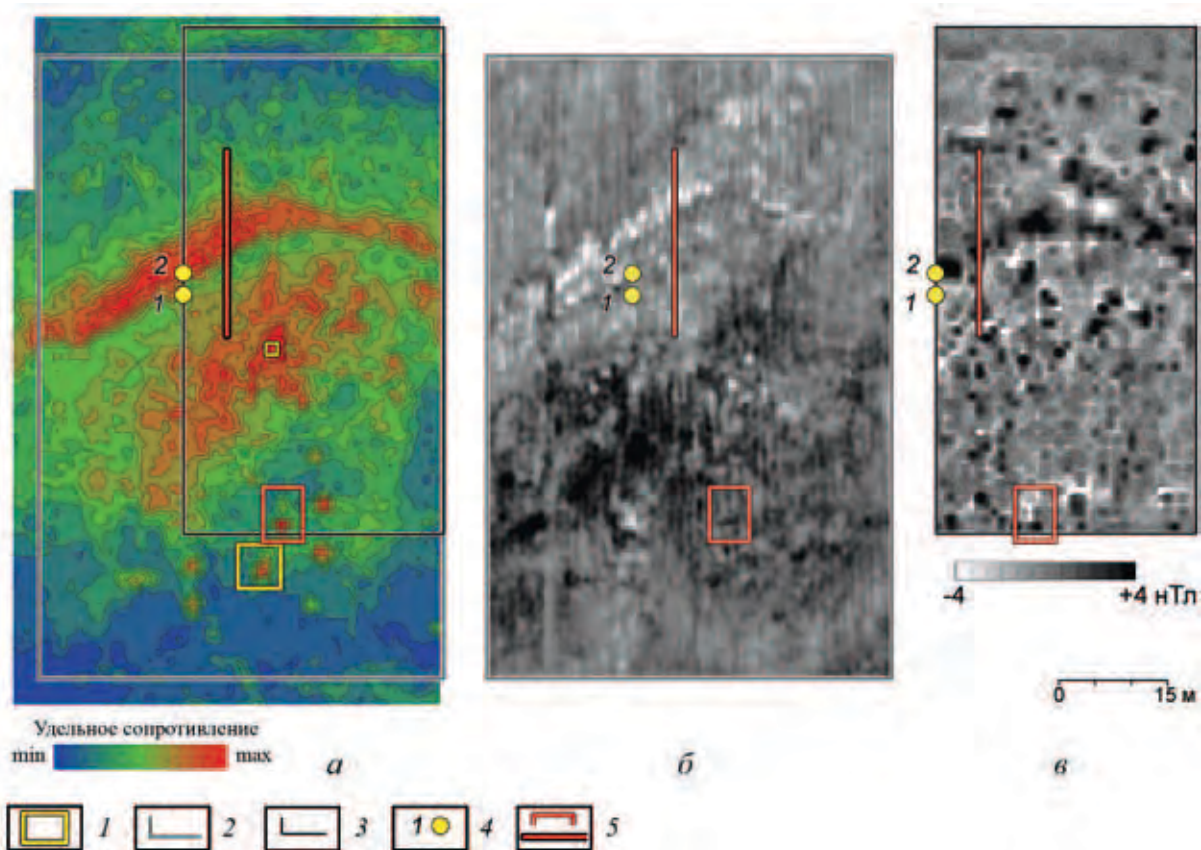 2
1
2
1
2
1
-4 +4 нТл
0 15 м
Удельное сопротивление
min max
а б в
1 2 3 1 4 5